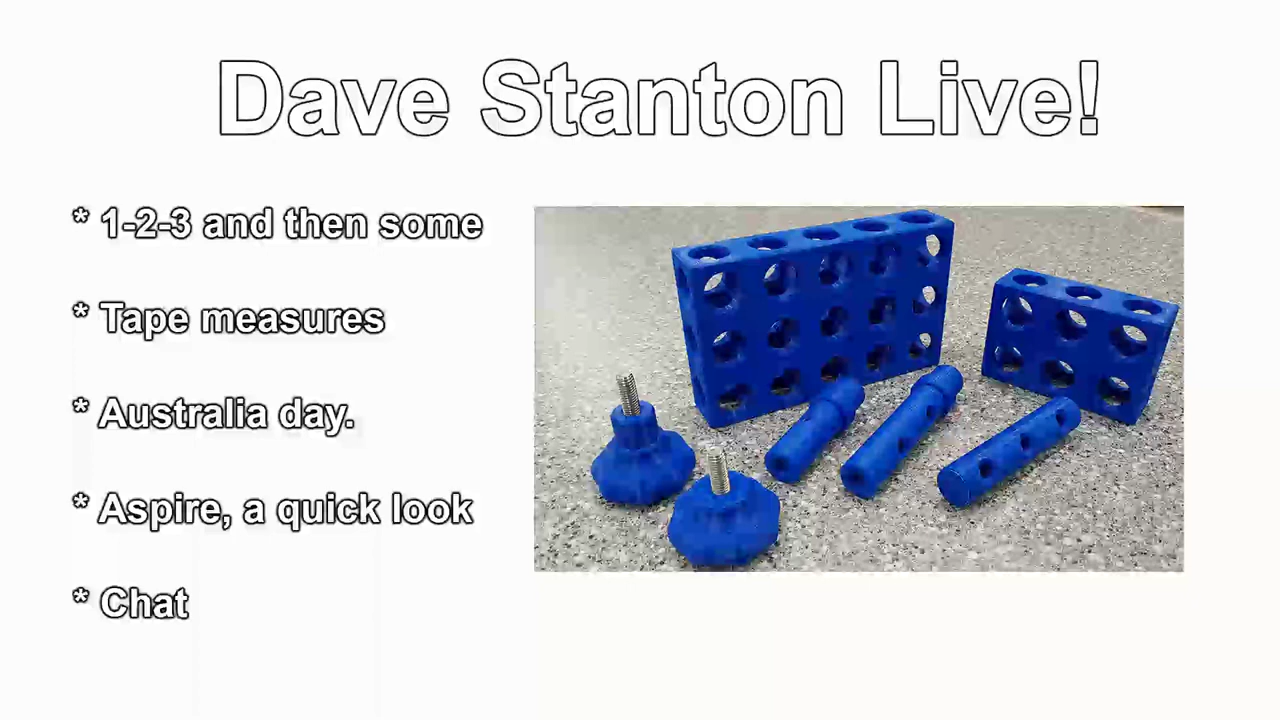 Dave Stanton Live!
* 1-2-3 and then some
* Tape measures
* Australia day.
* Aspire, a quick look
* Chat